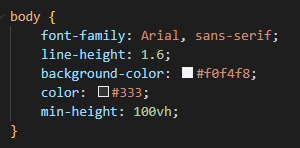 body {
    font-family: Arial, sans-serif;
    line-height: 1.6;
    background-color: #f0f4f8;
    color: #333;
    min-height: 100vh;
}